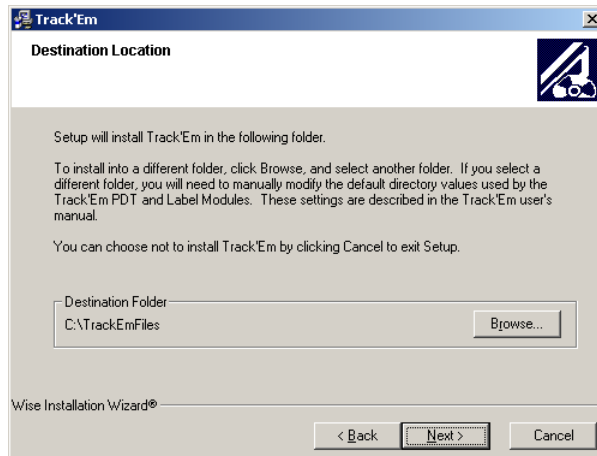 Track'Em
Destination Location
Setup will install Track'Em in the following folder.
To install into a different folder, click Browse, and select another folder. If you select a
different folder, you will need to manually modify the default directory values used by the
Track'Em PDT and Label Modules. These settings are described in the Track'Em user's
manual.
You can choose not to install Track'Em by clicking Cancel to exit Setup.
Destination Folder
C:\TrackEmFiles
Browse...
Wise Installation Wizard®
< Back
Next >
Cancel